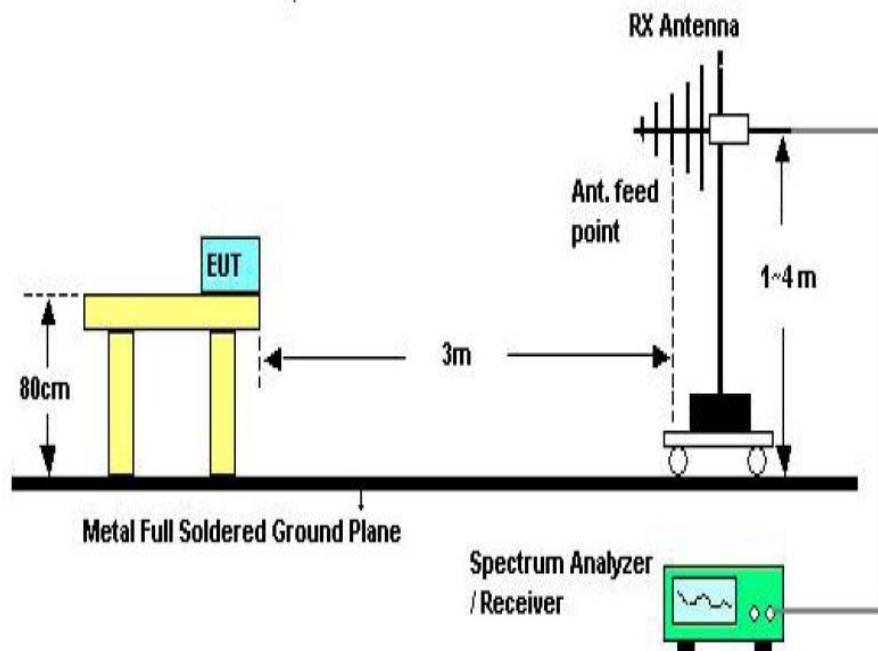 RX Antenna
Ant. feed
point
EUT
1~4 m
3m
80cm
Metal Full Soldered Ground Plane
Spectrum Analyzer
/ Receiver